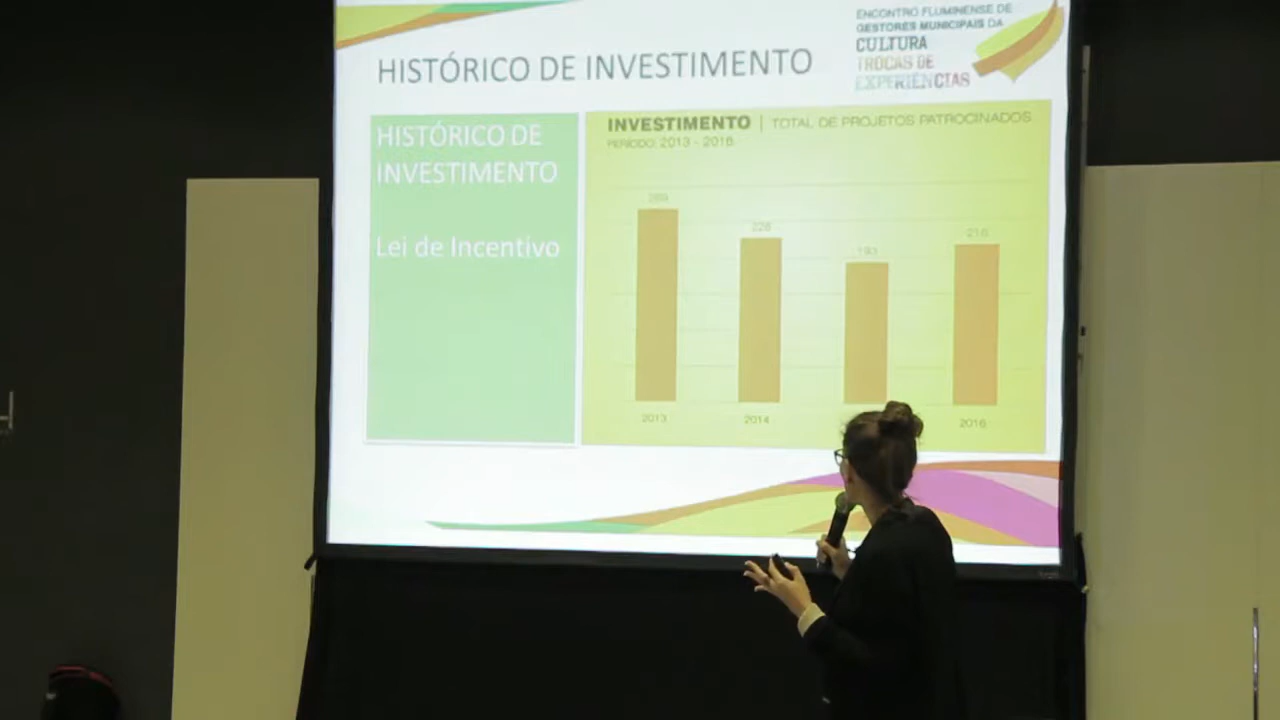 ENCONTRO FLUMINENSE DE
GESTORES MUNICIPAIS DA
CULTURA
TROCAS DE
EXPERIÊNCIAS
HISTÓRICO DE INVESTIMENTO
HISTÓRICO DE
INVESTIMENTO
Lei de Incentivo
INVESTIMENTO | TOTAL DE PROJETOS PATROCINADOS
PERÍODO: 2013 - 2016
228
193
216
2013
2014
2016